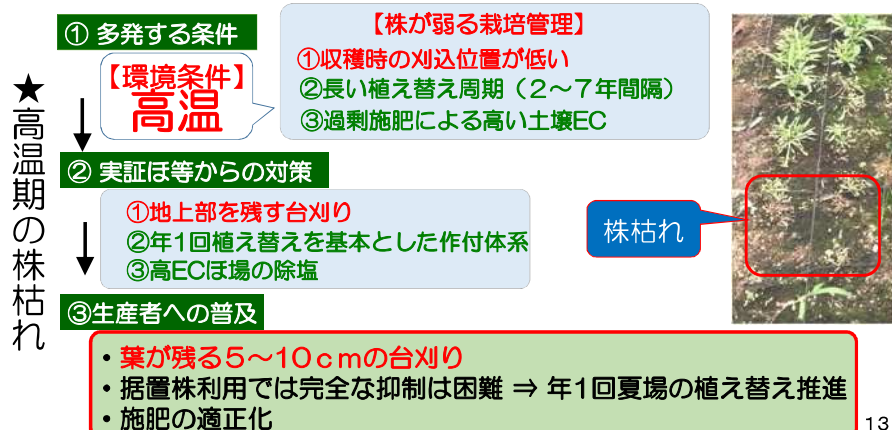 ★高温期の株枯れ
① 多発する条件
【環境条件】
高温
【株が弱る栽培管理】
①収穫時の刈込位置が低い
②長い植え替え周期（２～７年間隔）
③過剰施肥による高い土壌EC
② 実証ほ等からの対策
①地上部を残す台刈り
②年1回植え替えを基本とした作付体系
③高ECほ場の除塩
株枯れ
③生産者への普及
・葉が残る５～10ｃｍの台刈り
・据置株利用では完全な抑制は困難 ⇒ 年1回夏場の植え替え推進
・施肥の適正化
13